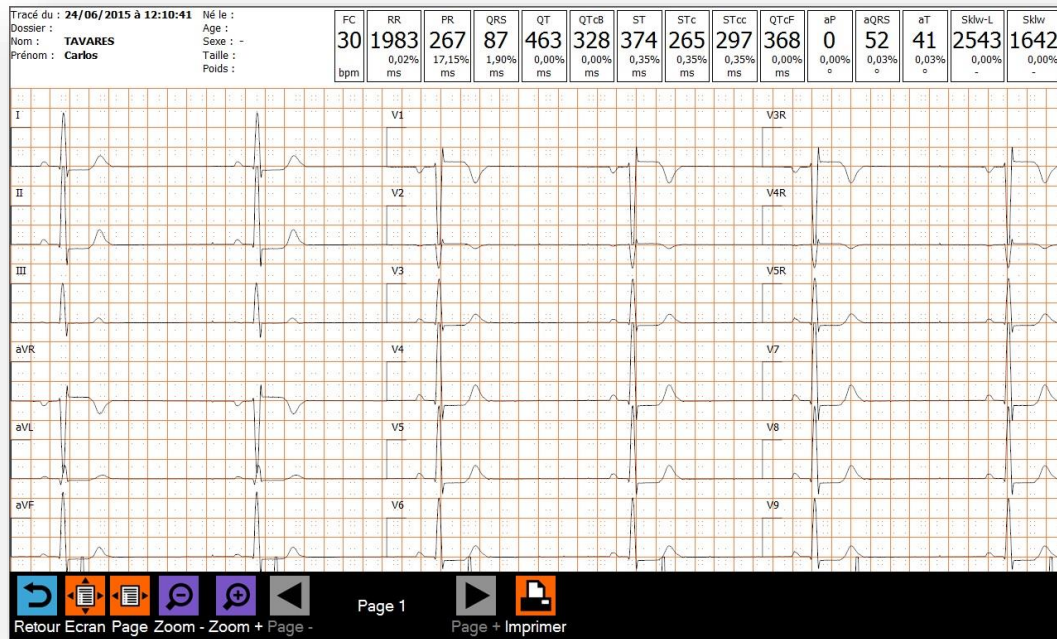 Tracé du : 24/06/2015 à 12:10:41 Né le :
Dossier : Age :
Nom : TAVARES Sexe : -
Prénom : Carlos Taille :
Poids :
FC RR PR QRS QT QTcB ST STc STcc QTcF aP aQRS aT Sklw-L Sklw
30 1983 267 87 463 328 374 265 297 368 0 52 41 2543 1642
0,02% 17,15% 1,90% 0,00% 0,00% 0,35% 0,35% 0,35% 0,00% 0,00% 0,03% 0,03% 0,00% 0,00%
bpm ms ms ms ms ms ms ms ms ms ° ° ° - -
I V1 V3R
II V2 V4R
III V3 V5R
aVR V4 V7
aVL V5 V8
aVF V6 V9
Page 1
Retour Ecran Page Zoom - Zoom + Page - Page + Imprimer